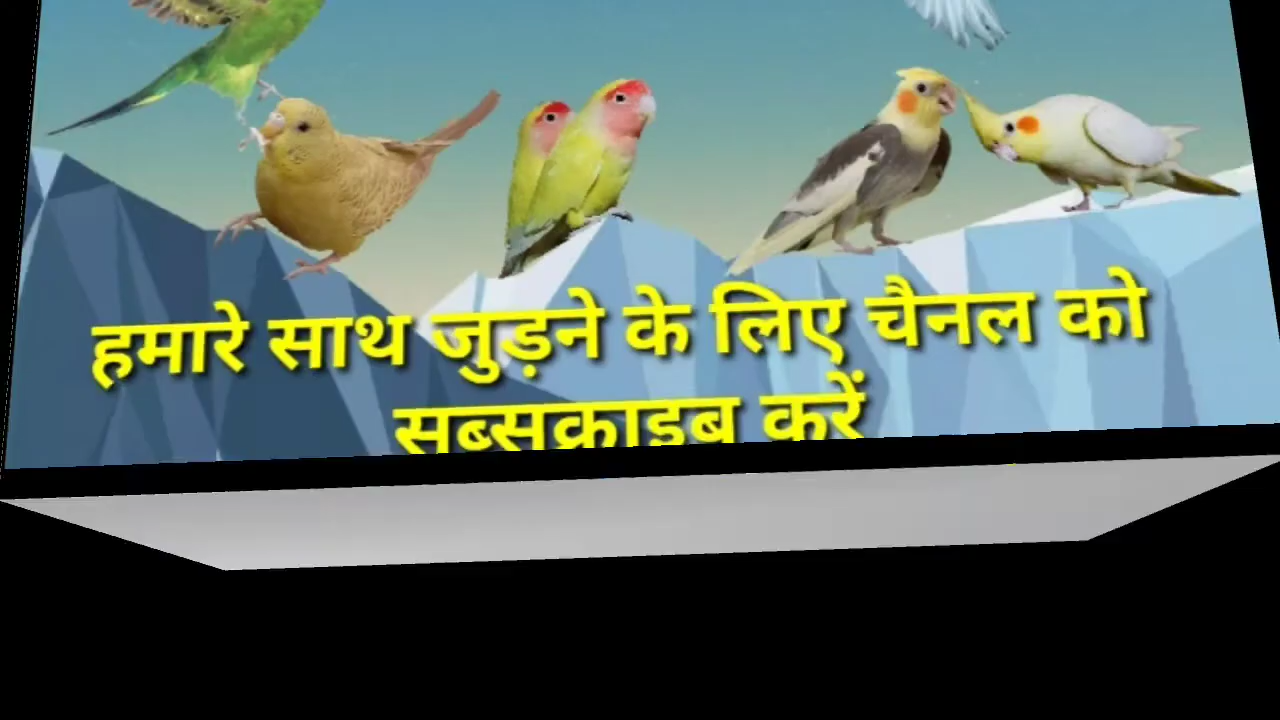 हमारे साथ जुड़ने के लिए चैनल को
सब्सक्राइब करें